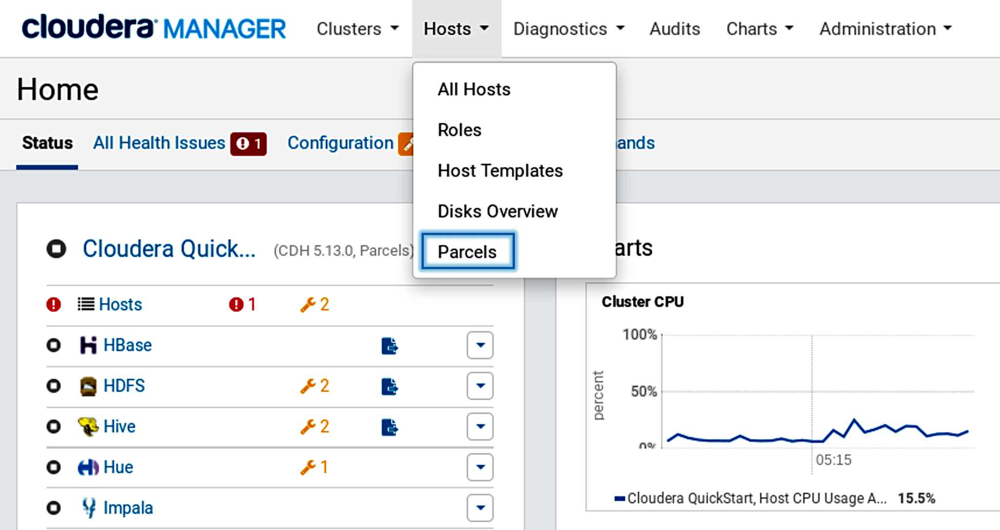 cloudera MANAGER Clusters Hosts Diagnostics Audits Charts Administration
Home
All Hosts
Roles
Host Templates
Disks Overview
Parcels
Status All Health Issues 1 Configuration ands
Cloudera Quick... (CDH 5.13.0, Parcels)
Hosts 1 2
HBase
HDFS 2
Hive 2
Hue 1
Impala
arts
Cluster CPU
percent
100%
50%
0%
05:15
Cloudera QuickStart, Host CPU Usage A... 15.5%